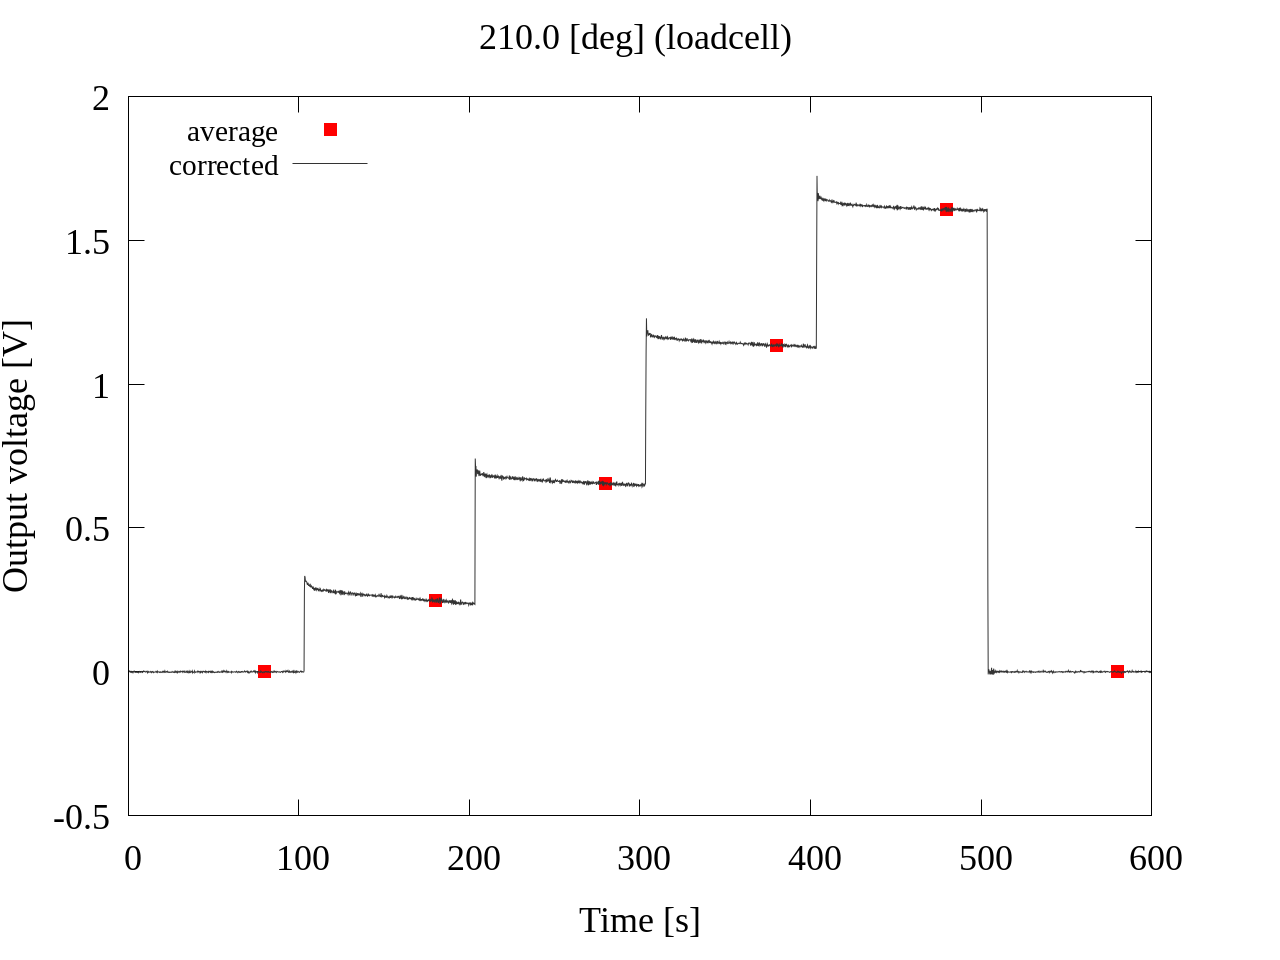 210.0 [deg] (loadcell)
average
corrected
2
1.5
1
0.5
0
-0.5
Output voltage [V]
0 100 200 300 400 500 600
Time [s]